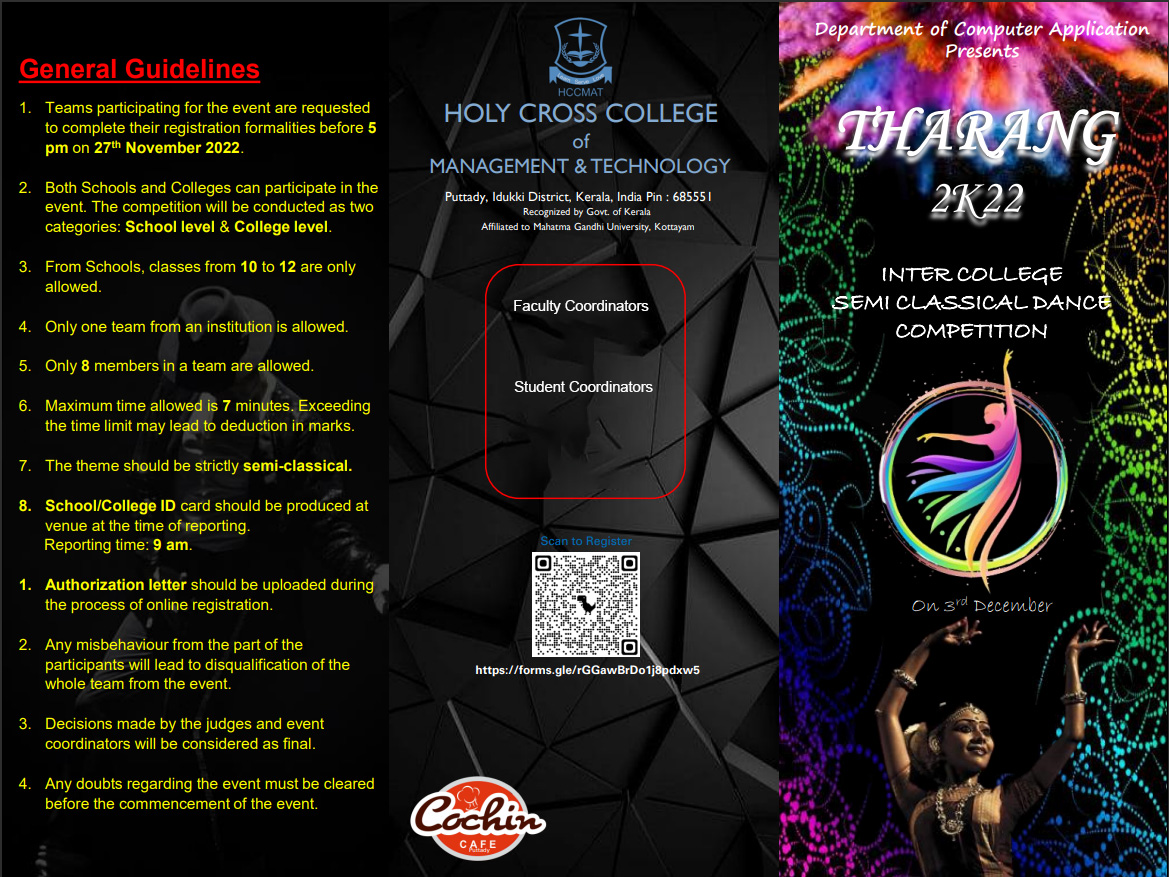 General Guidelines
1. Teams participating for the event are requested
to complete their registration formalities before 5
pm on 27th November 2022.
2. Both Schools and Colleges can participate in the
event. The competition will be conducted as two
categories: School level & College level.
3. From Schools, classes from 10 to 12 are only
allowed.
4. Only one team from an institution is allowed.
5. Only 8 members in a team are allowed.
6. Maximum time allowed is 7 minutes. Exceeding
the time limit may lead to deduction in marks.
7. The theme should be strictly semi-classical.
8. School/College ID card should be produced at
venue at the time of reporting.
Reporting time: 9 am.
1. Authorization letter should be uploaded during
the process of online registration.
2. Any misbehaviour from the part of the
participants will lead to disqualification of the
whole team from the event.
3. Decisions made by the judges and event
coordinators will be considered as final.
4. Any doubts regarding the event must be cleared
before the commencement of the event.
HCCMAT
HOLY CROSS COLLEGE
of
MANAGEMENT & TECHNOLOGY
Puttady, Idukki District, Kerala, India Pin : 685551
Recognized by Govt. of Kerala
Affiliated to Mahatma Gandhi University, Kottayam
Faculty Coordinators
Student Coordinators
Scan to Register
https://forms.gle/rGGawBrDo1j8pdxw5
Cochin
CAFE
Puttady
Department of Computer Application
Presents
THARANG
2K22
INTER COLLEGE
SEMI CLASSICAL DANCE
COMPETITION
On 3rd December